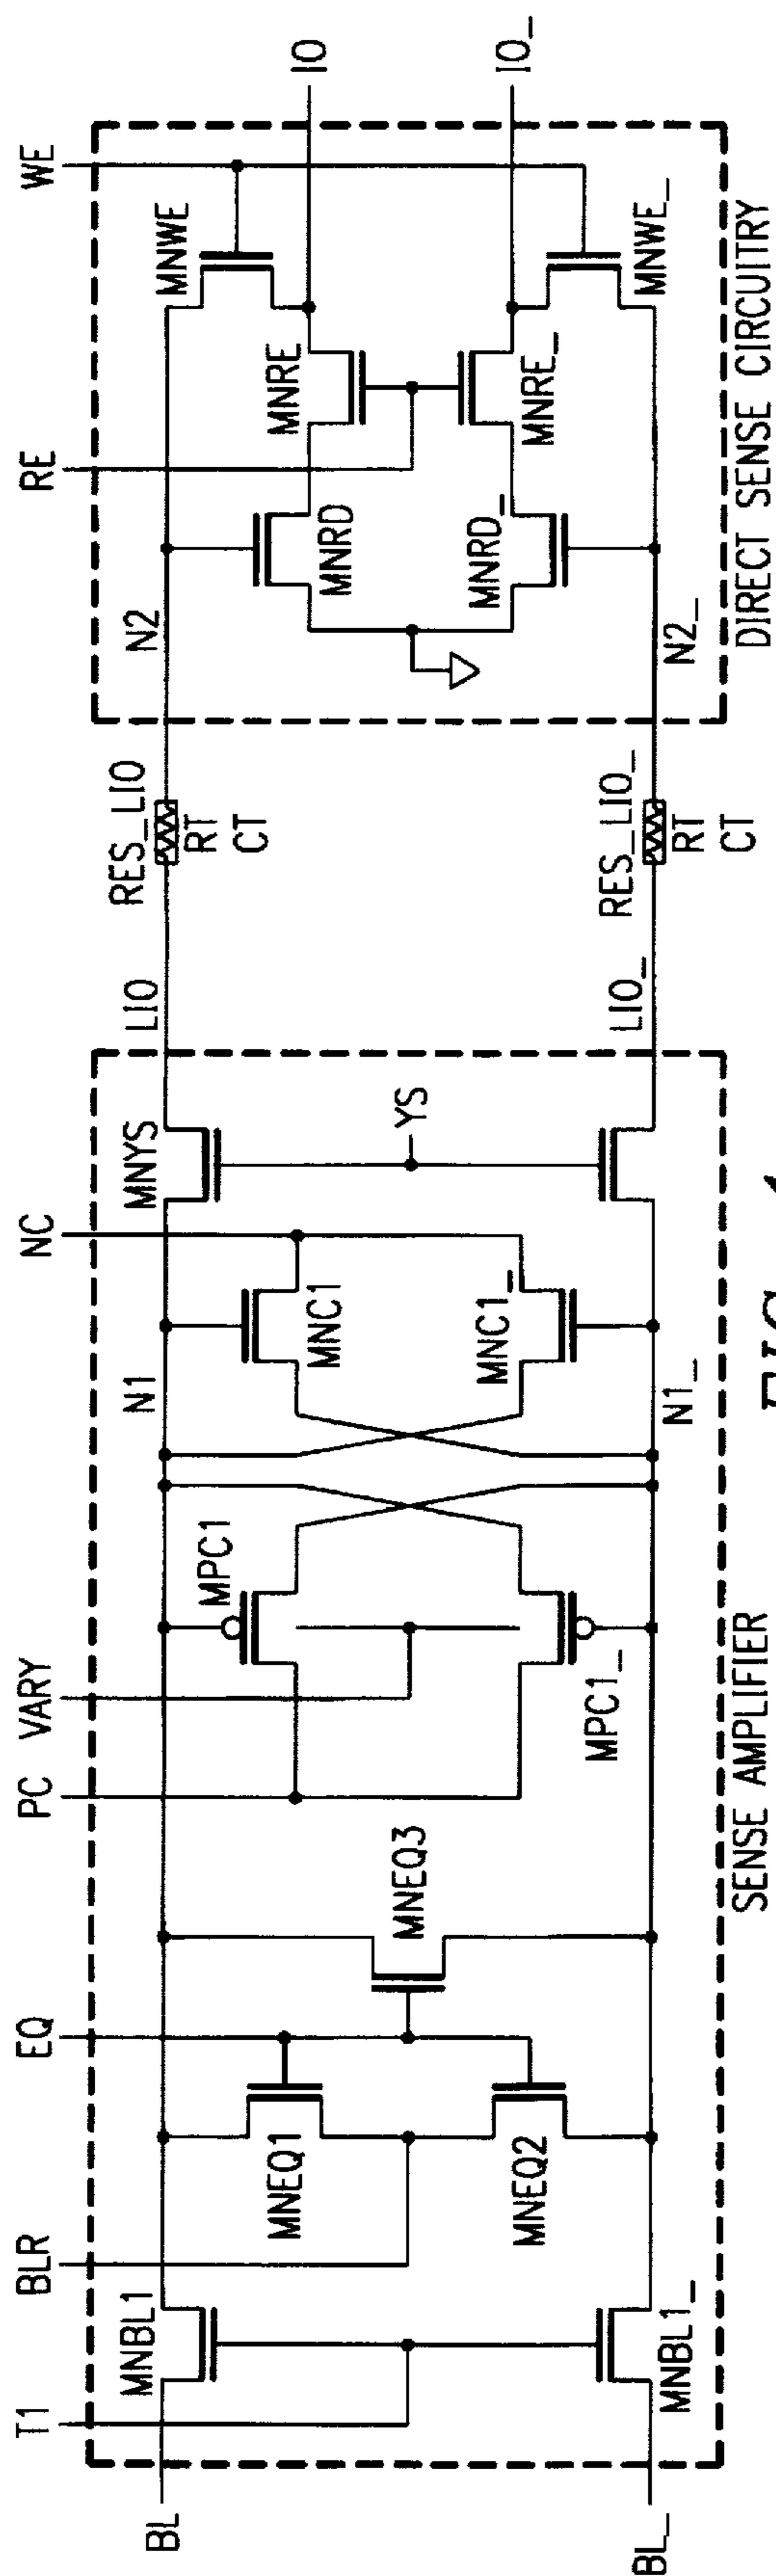 T1
BLR
EQ
PC
VARY
NC
RE
WE
BL
BL_
MNBL1
MNBL1_
MNEQ1
MNEQ2
MNEQ3
MPC1
MPC1_
N1
N1_
MNC1
MNC1_
MNYS
YS
SENSE AMPLIFIER
LIO
LIO_
RES_LIO
RT
CT
RES_LIO_
RT
CT
N2
N2_
MNRD
MNRD_
MNRE
MNRE_
MNWE
MNWE_
IO
IO_
DIRECT SENSE CIRCUITRY